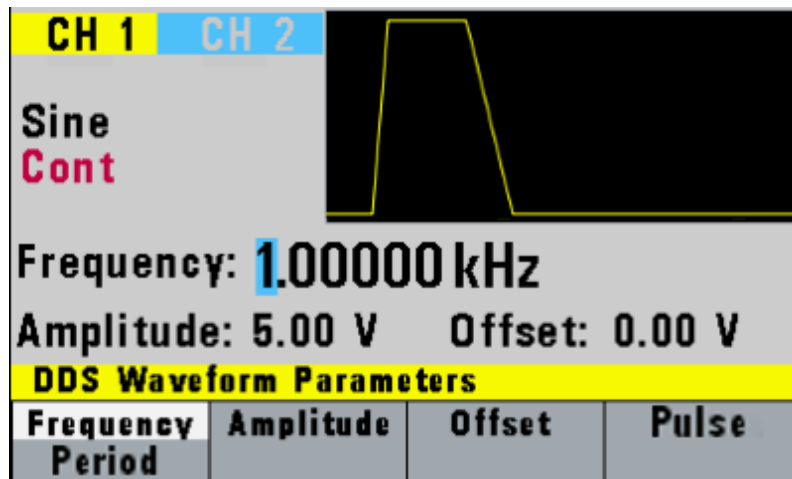 CH 1 CH 2
Sine
Cont
Frequency: 1.00000 kHz
Amplitude: 5.00 V Offset: 0.00 V
DDS Waveform Parameters
Frequency Amplitude Offset Pulse
Period